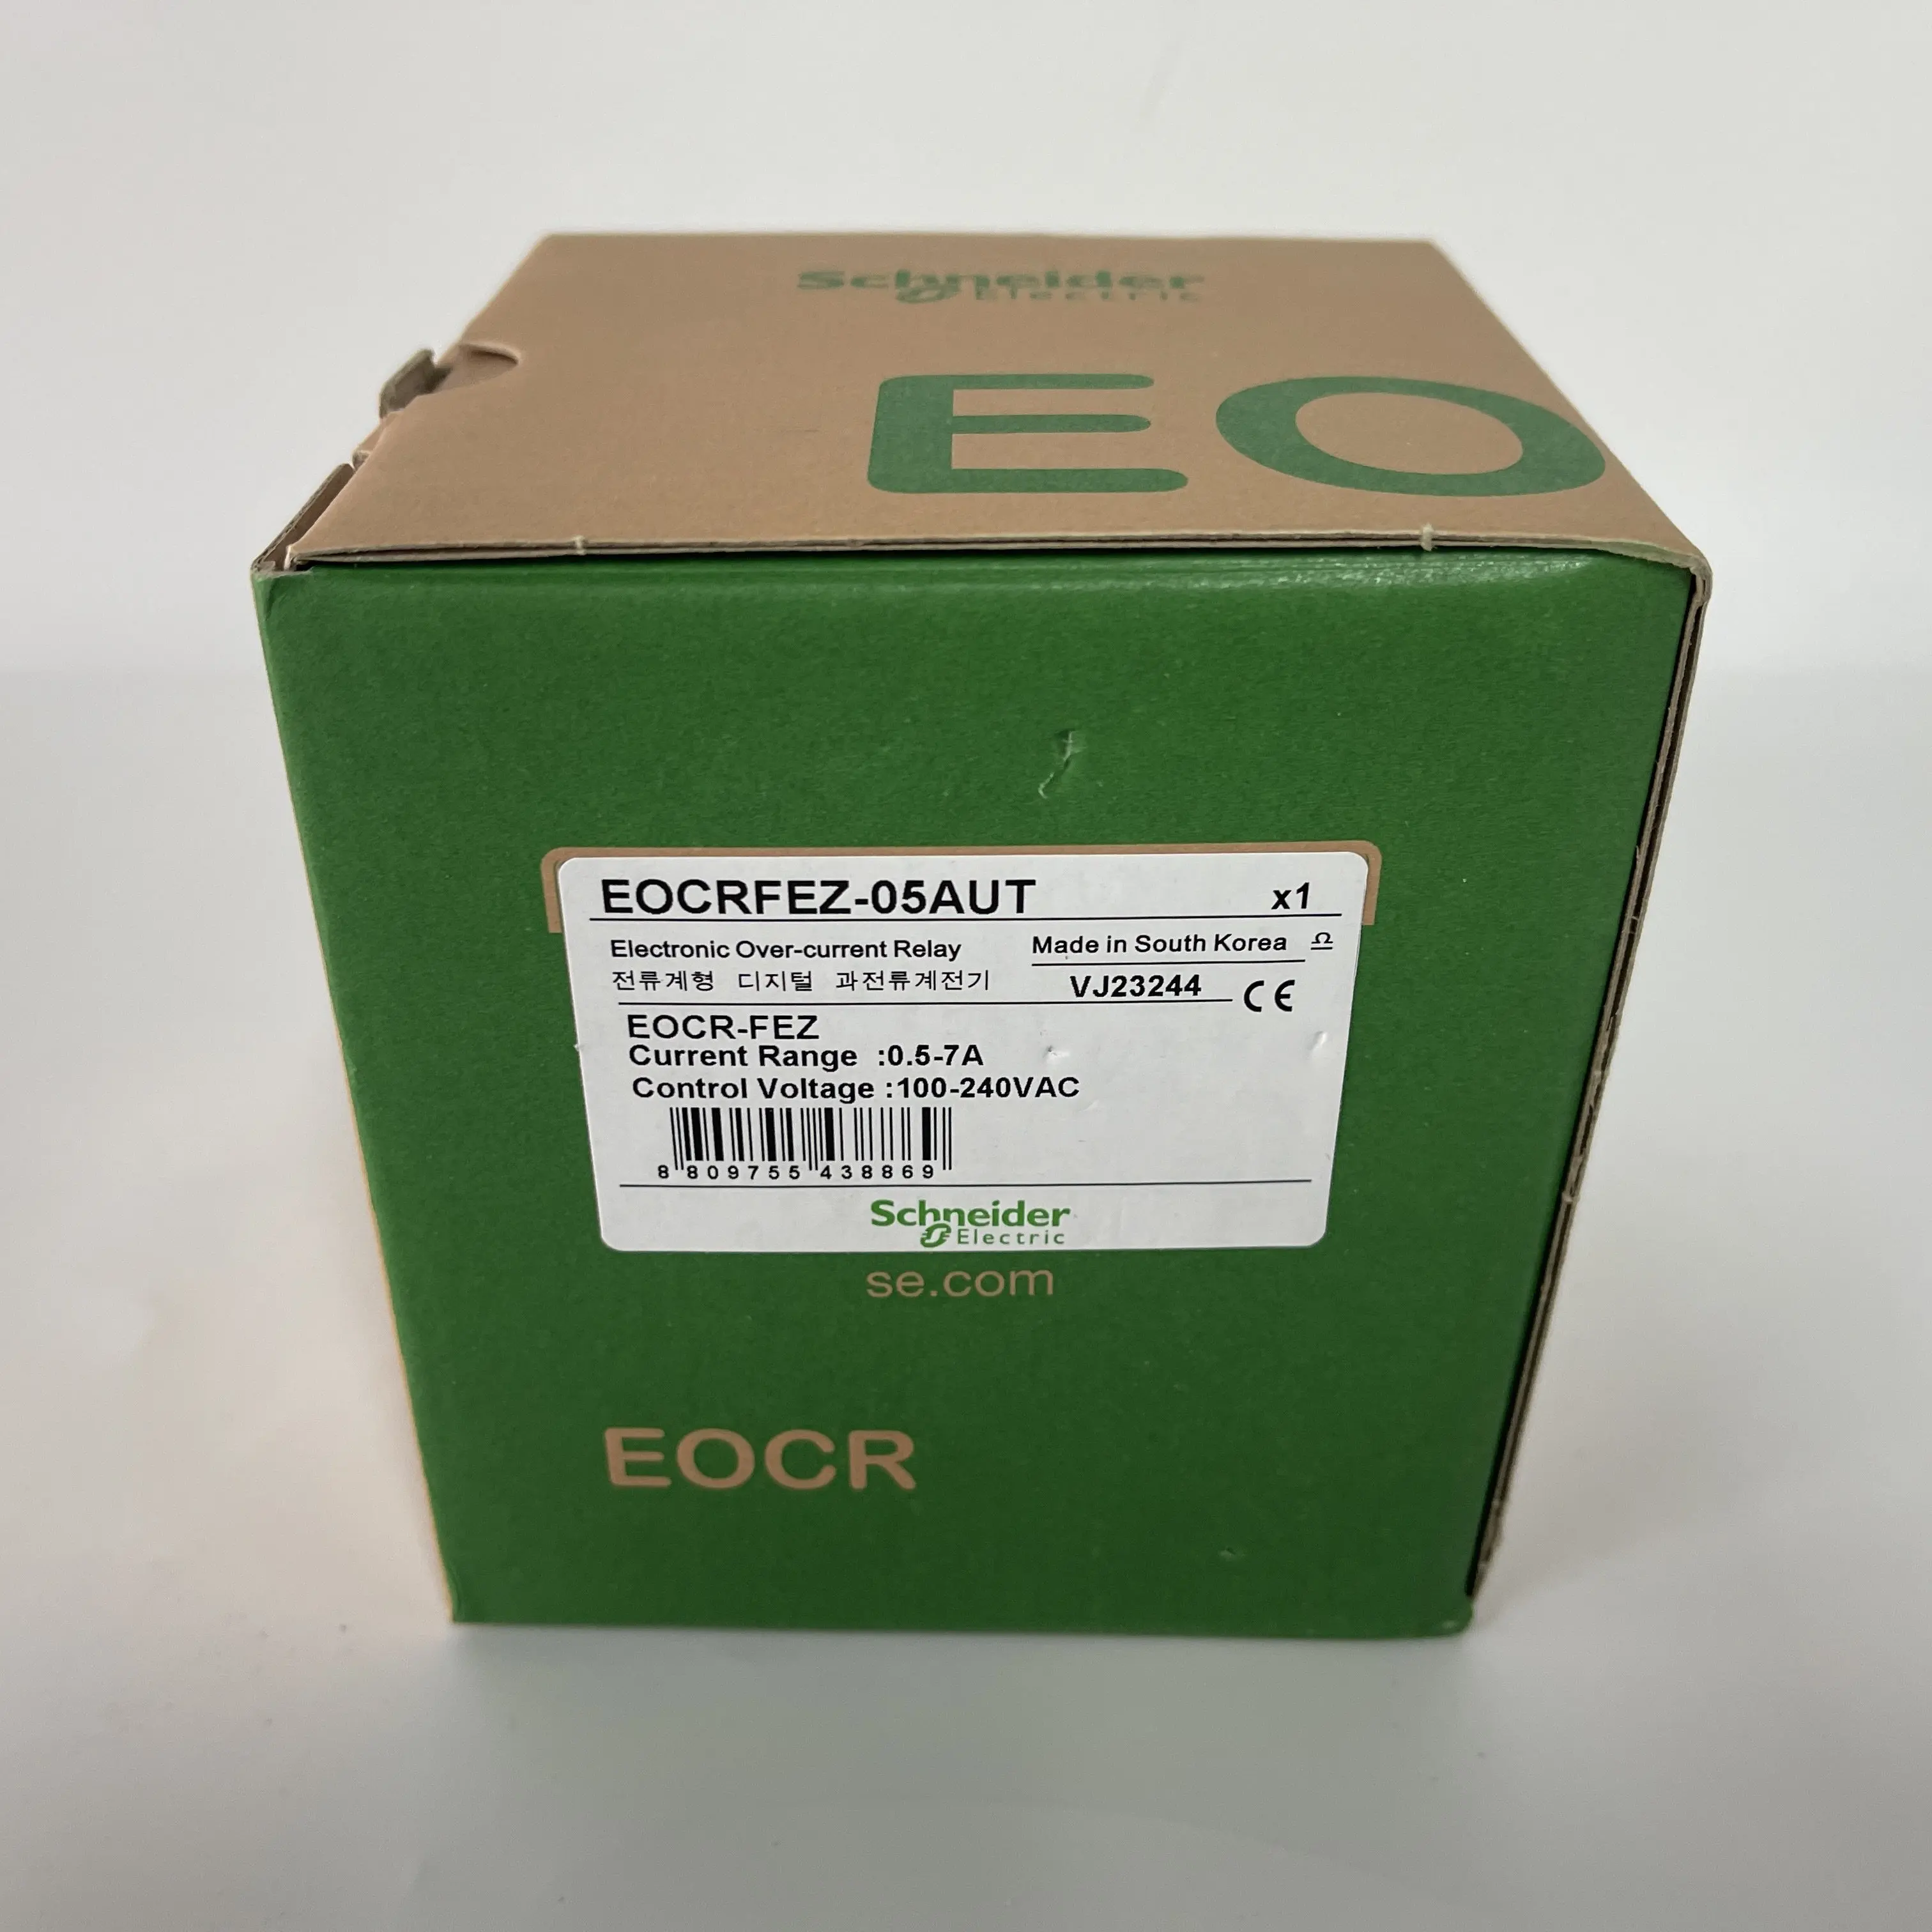 Schneider
Electric
EO
EOCRFEZ-05AUT x1
Electronic Over-current Relay Made in South Korea
전류계형 디지털 과전류계전기 VJ23244 CE
EOCR-FEZ
Current Range :0.5-7A
Control Voltage :100-240VAC
8 809755 438869
Schneider
Electric
se.com
EOCR